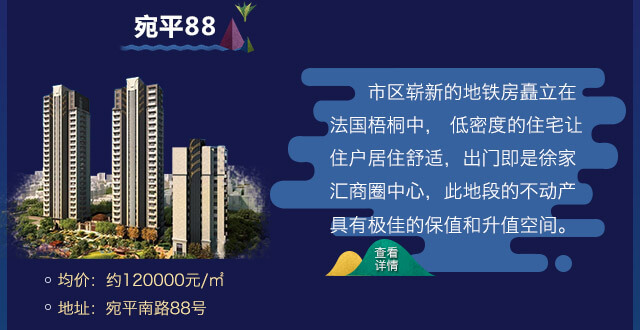 宛平88
市区崭新的地铁房矗立在
法国梧桐中， 低密度的住宅让
住户居住舒适，出门即是徐家
汇商圈中心，此地段的不动产
具有极佳的保值和升值空间。
查看
详情
均价：约120000元/㎡
地址：宛平南路88号